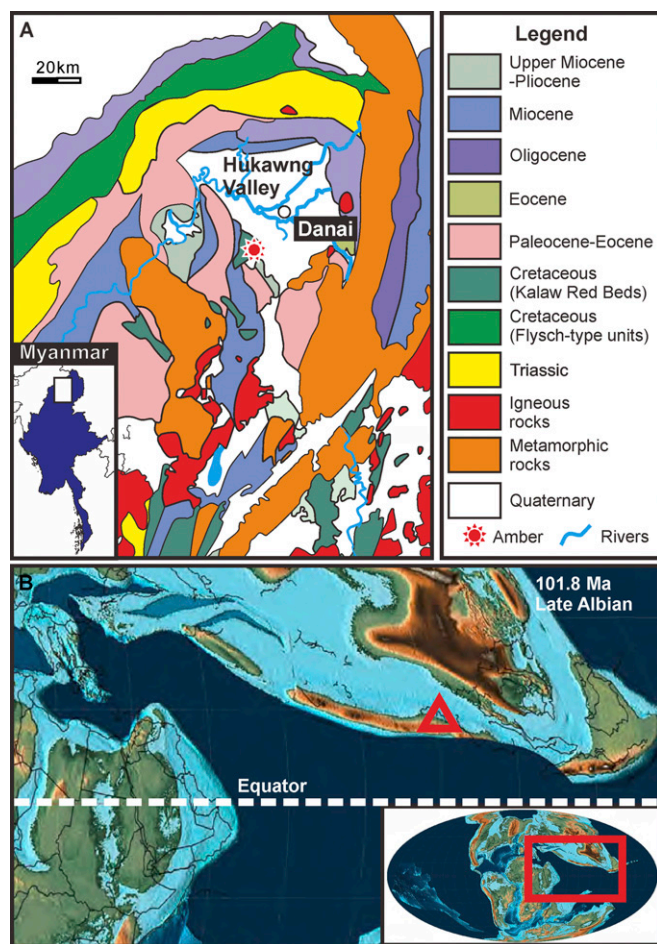 A
20km
Hukawng
Valley
Danai
Myanmar
Legend
Upper Miocene
-Pliocene
Miocene
Oligocene
Eocene
Paleocene-Eocene
Cretaceous
(Kalaw Red Beds)
Cretaceous
(Flysch-type units)
Triassic
Igneous
rocks
Metamorphic
rocks
Quaternary
Amber
Rivers
B
101.8 Ma
Late Albian
Equator